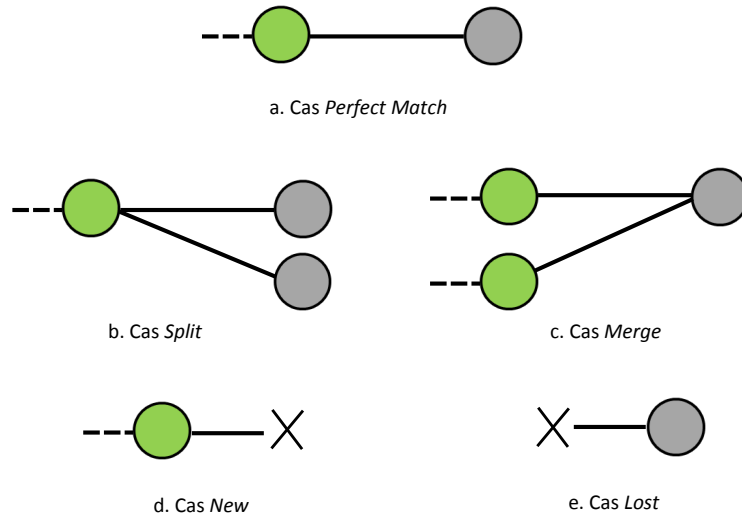 a. Cas Perfect Match
b. Cas Split
c. Cas Merge
d. Cas New
e. Cas Lost